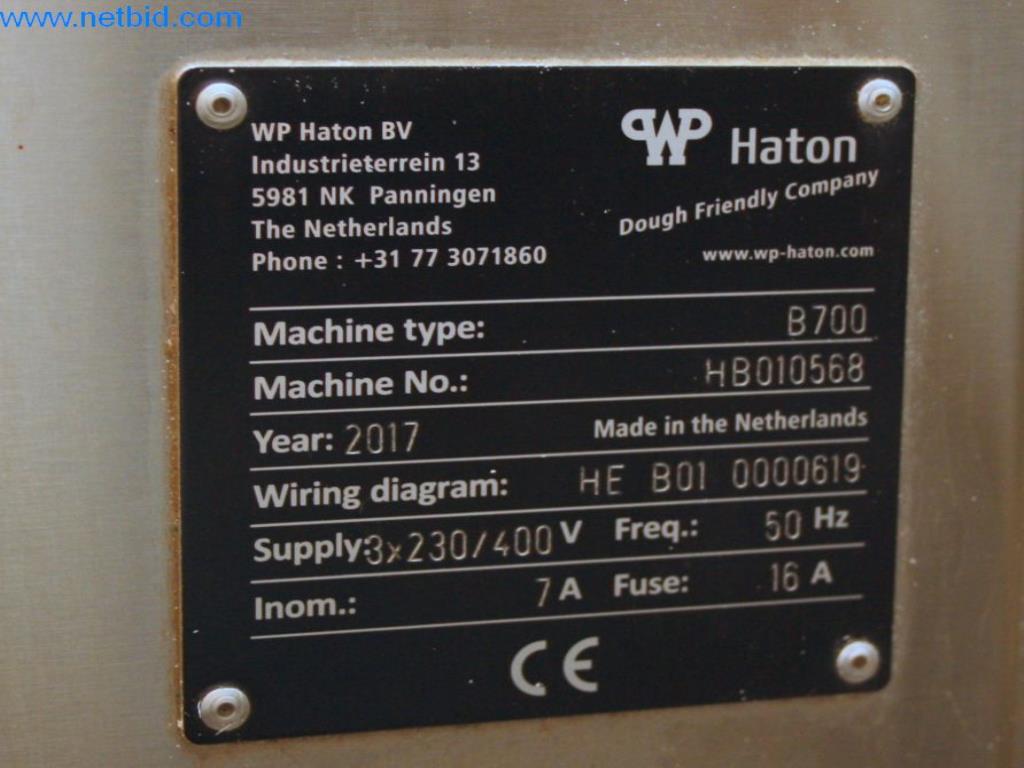 www.netbid.com
WP Haton BV
Industrieterrein 13
5981 NK Panningen
The Netherlands
Phone : +31 77 3071860
WP Haton
Dough Friendly Company
www.wp-haton.com
Machine type: B700
Machine No.: HB010568
Year: 2017 Made in the Netherlands
Wiring diagram: HE B01 0000619
Supply: 3x230/400 V Freq.: 50 Hz
Inom.: 7 A Fuse: 16 A
CE